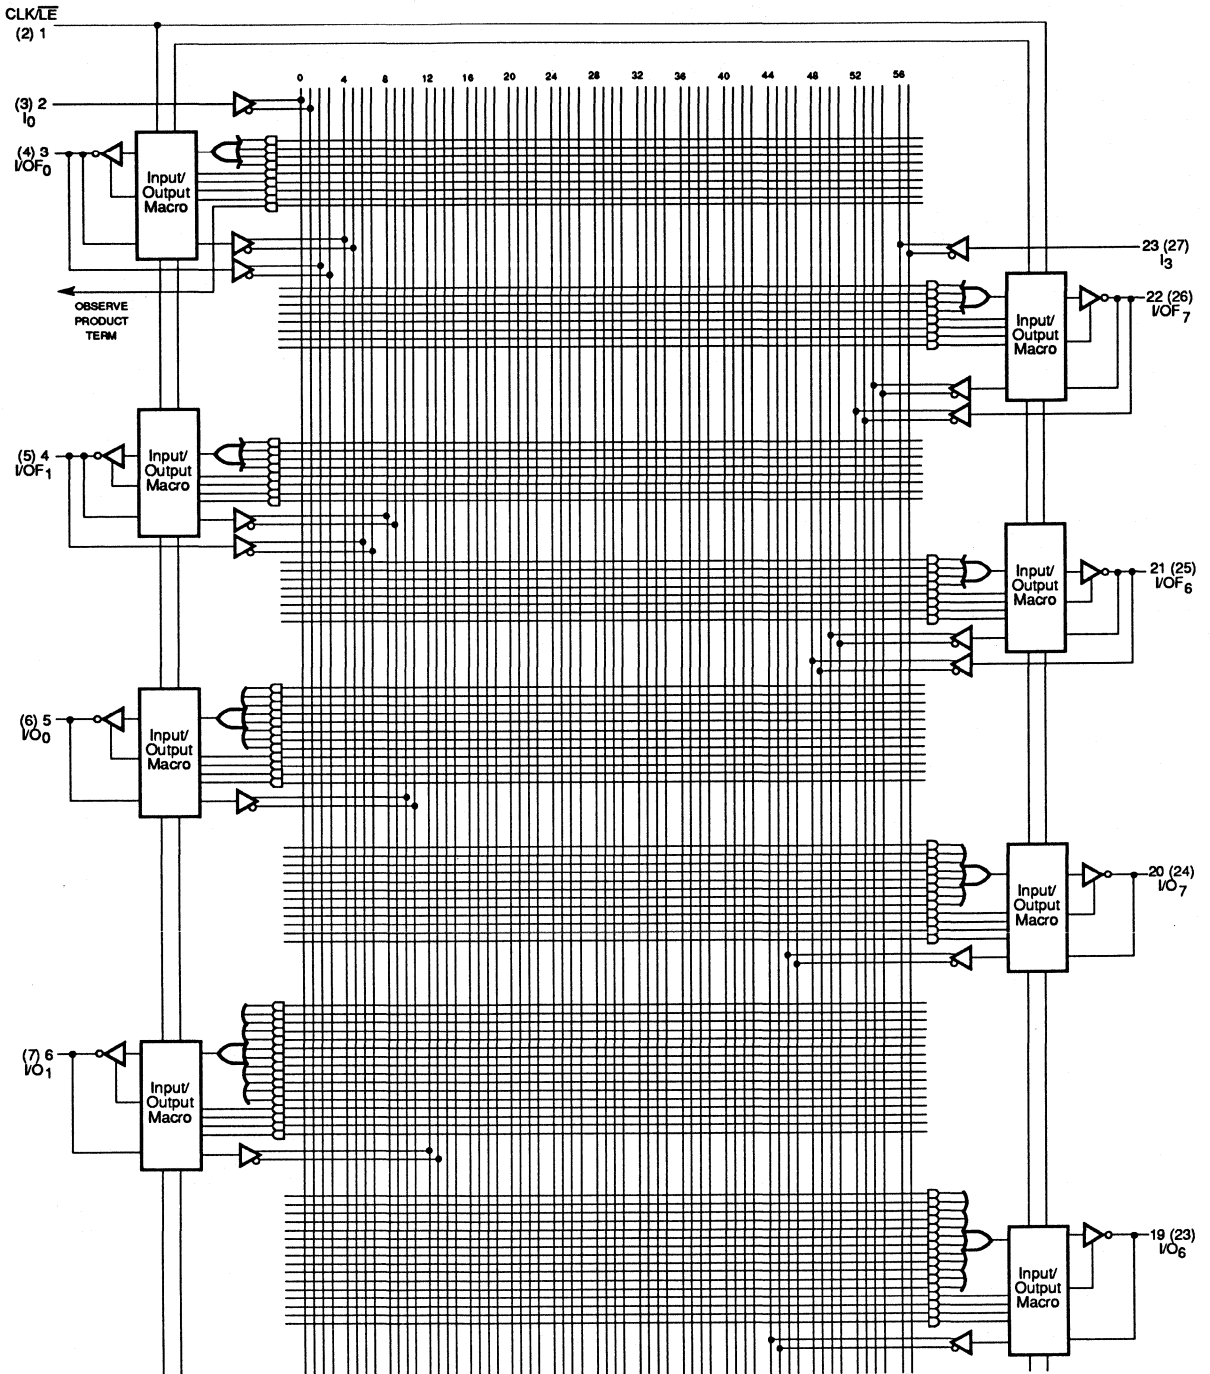 CLK/LE
(2) 1
0 4 8 12 16 20 24 28 32 36 40 44 48 52 56
(3) 2
I0
(4) 3
I/OF0
Input/
Output
Macro
OBSERVE
PRODUCT
TERM
23 (27)
I3
22 (26)
I/OF7
Input/
Output
Macro
(5) 4
I/OF1
Input/
Output
Macro
21 (25)
I/OF6
Input/
Output
Macro
(6) 5
I/O0
Input/
Output
Macro
20 (24)
I/O7
Input/
Output
Macro
(7) 6
I/O1
Input/
Output
Macro
19 (23)
I/O6
Input/
Output
Macro